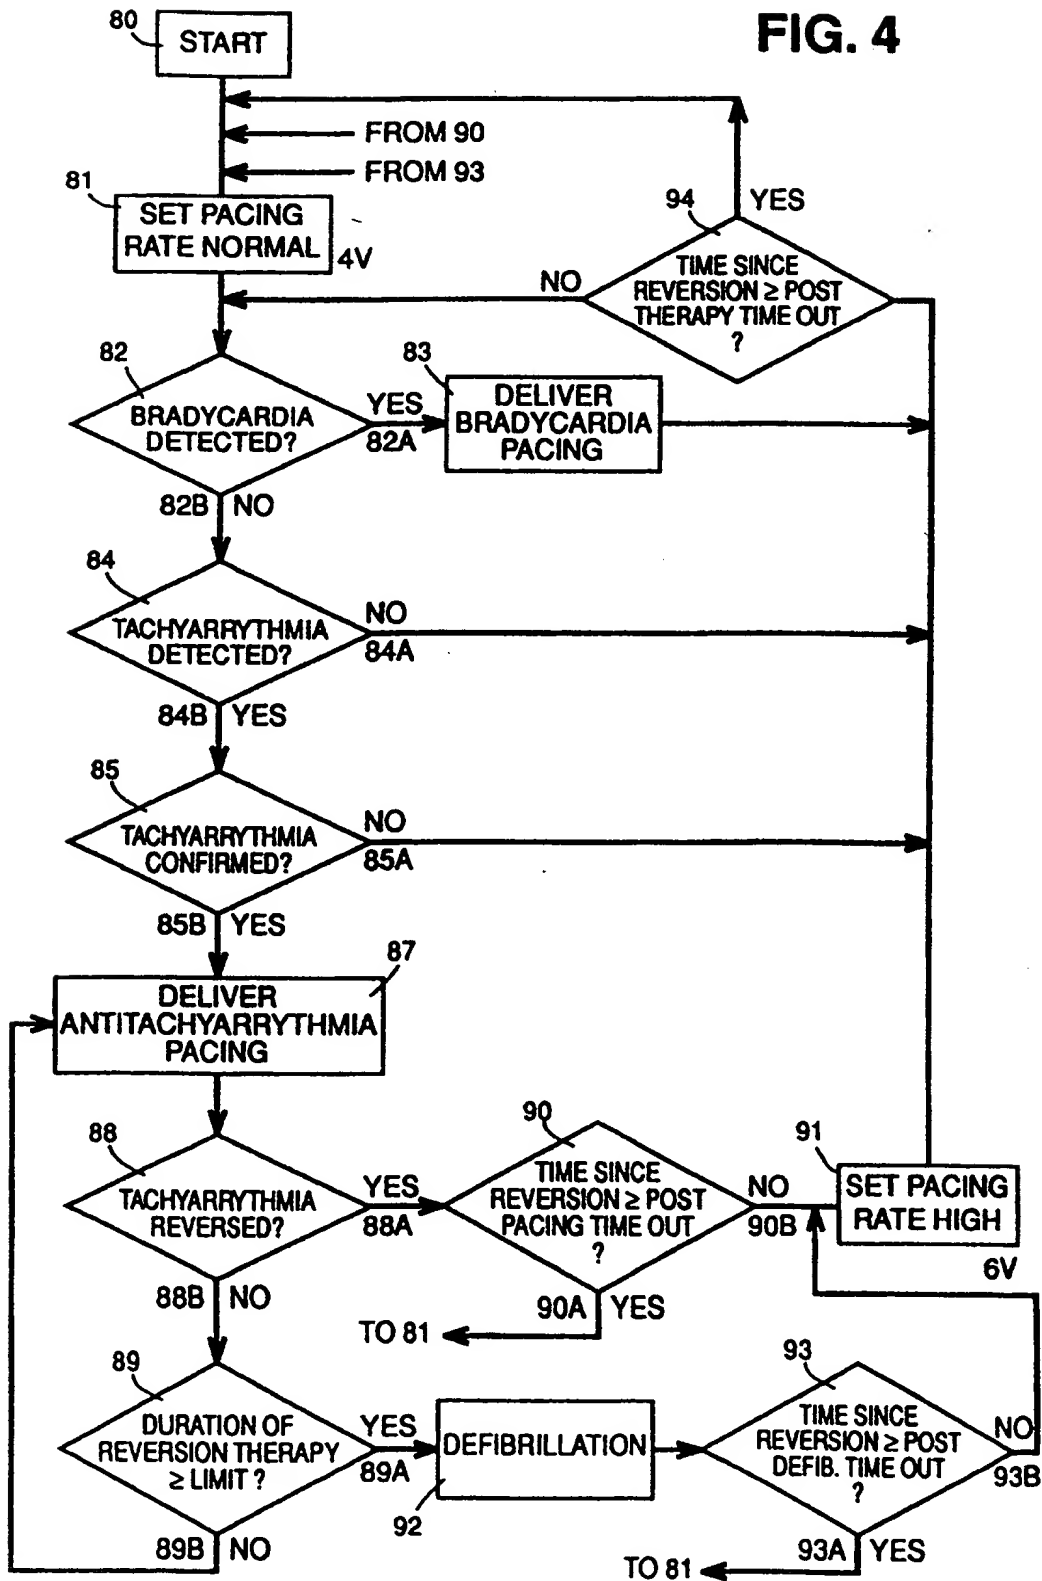 FIG. 4
80
START
FROM 90
FROM 93
81
SET PACING
RATE NORMAL
4V
94
YES
NO
TIME SINCE
REVERSION ≥ POST
THERAPY TIME OUT
?
82
BRADYCARDIA
DETECTED?
YES
82A
83
DELIVER
BRADYCARDIA
PACING
82B
NO
84
TACHYARRYTHMIA
DETECTED?
NO
84A
84B
YES
85
TACHYARRYTHMIA
CONFIRMED?
NO
85A
85B
YES
87
DELIVER
ANTITACHYARRYTHMIA
PACING
88
TACHYARRYTHMIA
REVERSED?
YES
88A
90
TIME SINCE
REVERSION ≥ POST
PACING TIME OUT
?
NO
90B
91
SET PACING
RATE HIGH
6V
88B
NO
90A
YES
TO 81
89
DURATION OF
REVERSION THERAPY
≥ LIMIT ?
YES
89A
DEFIBRILLATION
92
93
TIME SINCE
REVERSION ≥ POST
DEFIB. TIME OUT
?
NO
93B
89B
NO
93A
YES
TO 81